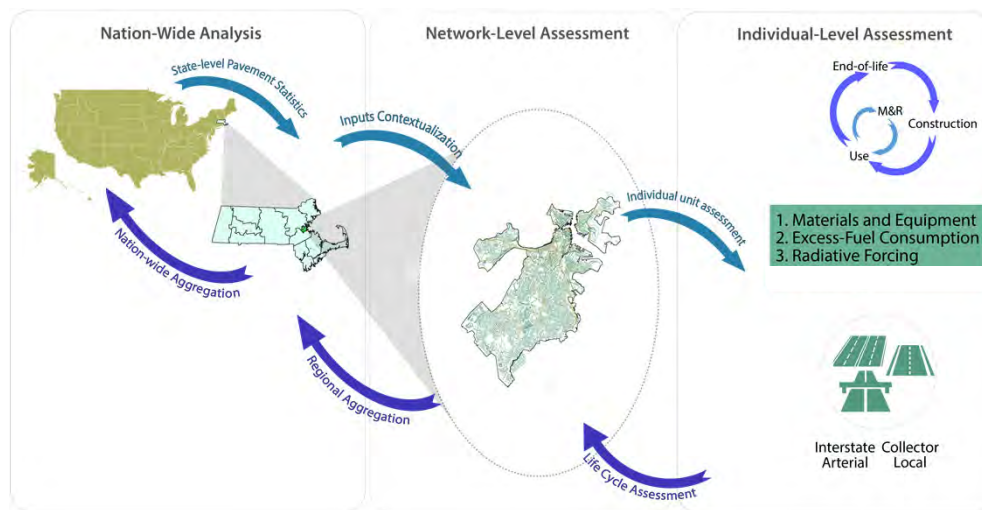 Nation-Wide Analysis
State-level Pavement Statistics
Nation-wide Aggregation
Network-Level Assessment
Inputs Contextualization
Regional Aggregation
Individual-Level Assessment
Individual unit assessment
Life Cycle Assessment
End-of-life
M&R
Construction
Use
1. Materials and Equipment
2. Excess-Fuel Consumption
3. Radiative Forcing
Interstate Collector
Arterial Local